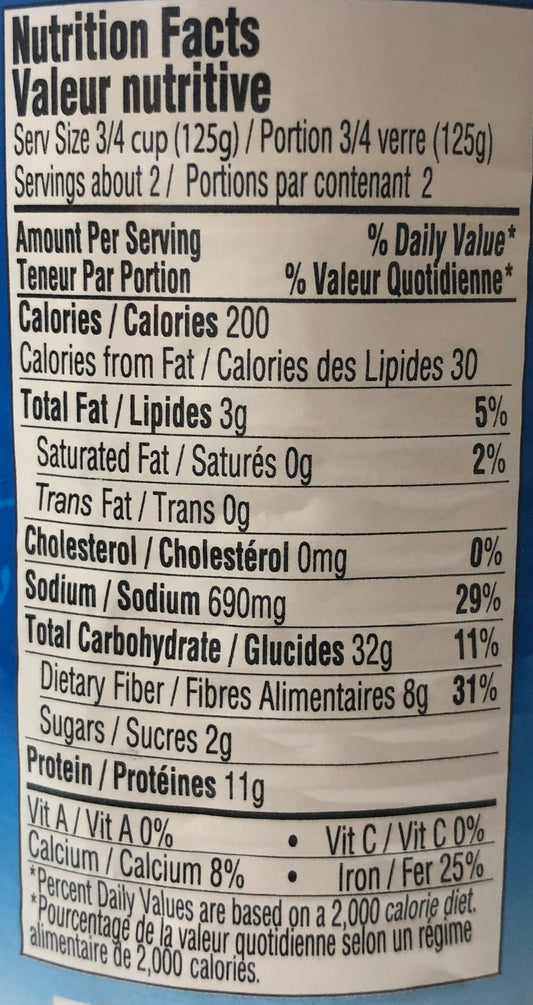 Nutrition Facts
Valeur nutritive
Serv Size 3/4 cup (125g) / Portion 3/4 verre (125g)
Servings about 2 / Portions par contenant 2
Amount Per Serving % Daily Value*
Teneur Par Portion % Valeur Quotidienne*
Calories / Calories 200
Calories from Fat / Calories des Lipides 30
Total Fat / Lipides 3g 5%
Saturated Fat / Saturés 0g 2%
Trans Fat / Trans 0g
Cholesterol / Cholestérol 0mg 0%
Sodium / Sodium 690mg 29%
Total Carbohydrate / Glucides 32g 11%
Dietary Fiber / Fibres Alimentaires 8g 31%
Sugars / Sucres 2g
Protein / Protéines 11g
Vit A / Vit A 0% • Vit C / Vit C 0%
Calcium / Calcium 8% • Iron / Fer 25%
*Percent Daily Values are based on a 2,000 calorie diet.
*Pourcentage de la valeur quotidienne selon un régime
alimentaire de 2,000 calories.